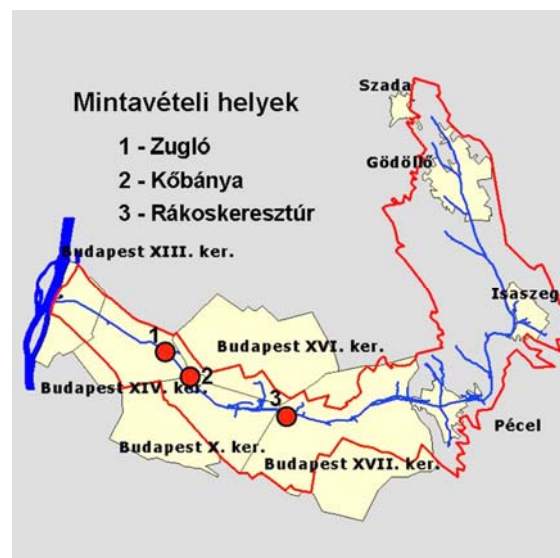 Szada
Mintavételi helyek
1 - Zugló
2 - Kőbánya
3 - Rákoskeresztúr
Gödöllő
Budapest XIII. ker.
Isaszeg
1
Budapest XVI. ker.
2
Budapest XIV. ker.
3
Pécel
Budapest X. ker.
Budapest XVII. ker.